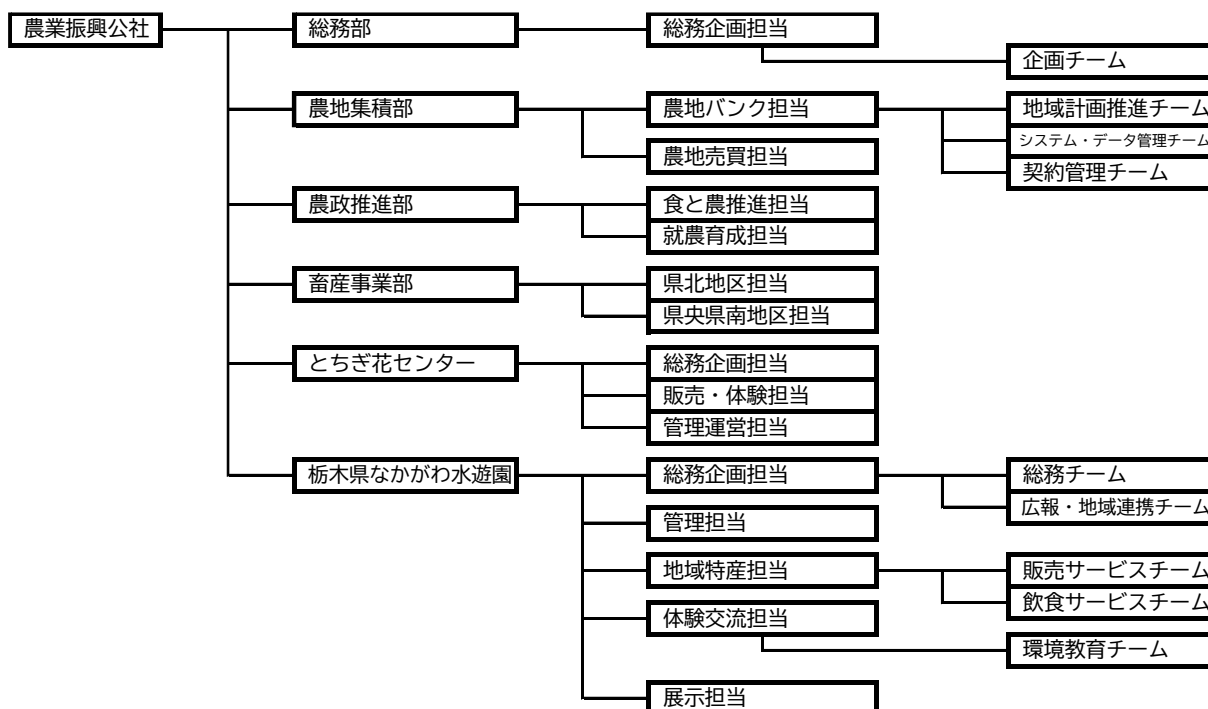 農業振興公社
総務部
総務企画担当
企画チーム
農地集積部
農地バンク担当
地域計画推進チーム
システム・データ管理チーム
農地売買担当
契約管理チーム
農政推進部
食と農推進担当
就農育成担当
畜産事業部
県北地区担当
県央県南地区担当
とちぎ花センター
総務企画担当
販売・体験担当
管理運営担当
栃木県なかがわ水遊園
総務企画担当
総務チーム
広報・地域連携チーム
管理担当
地域特産担当
販売サービスチーム
飲食サービスチーム
体験交流担当
環境教育チーム
展示担当